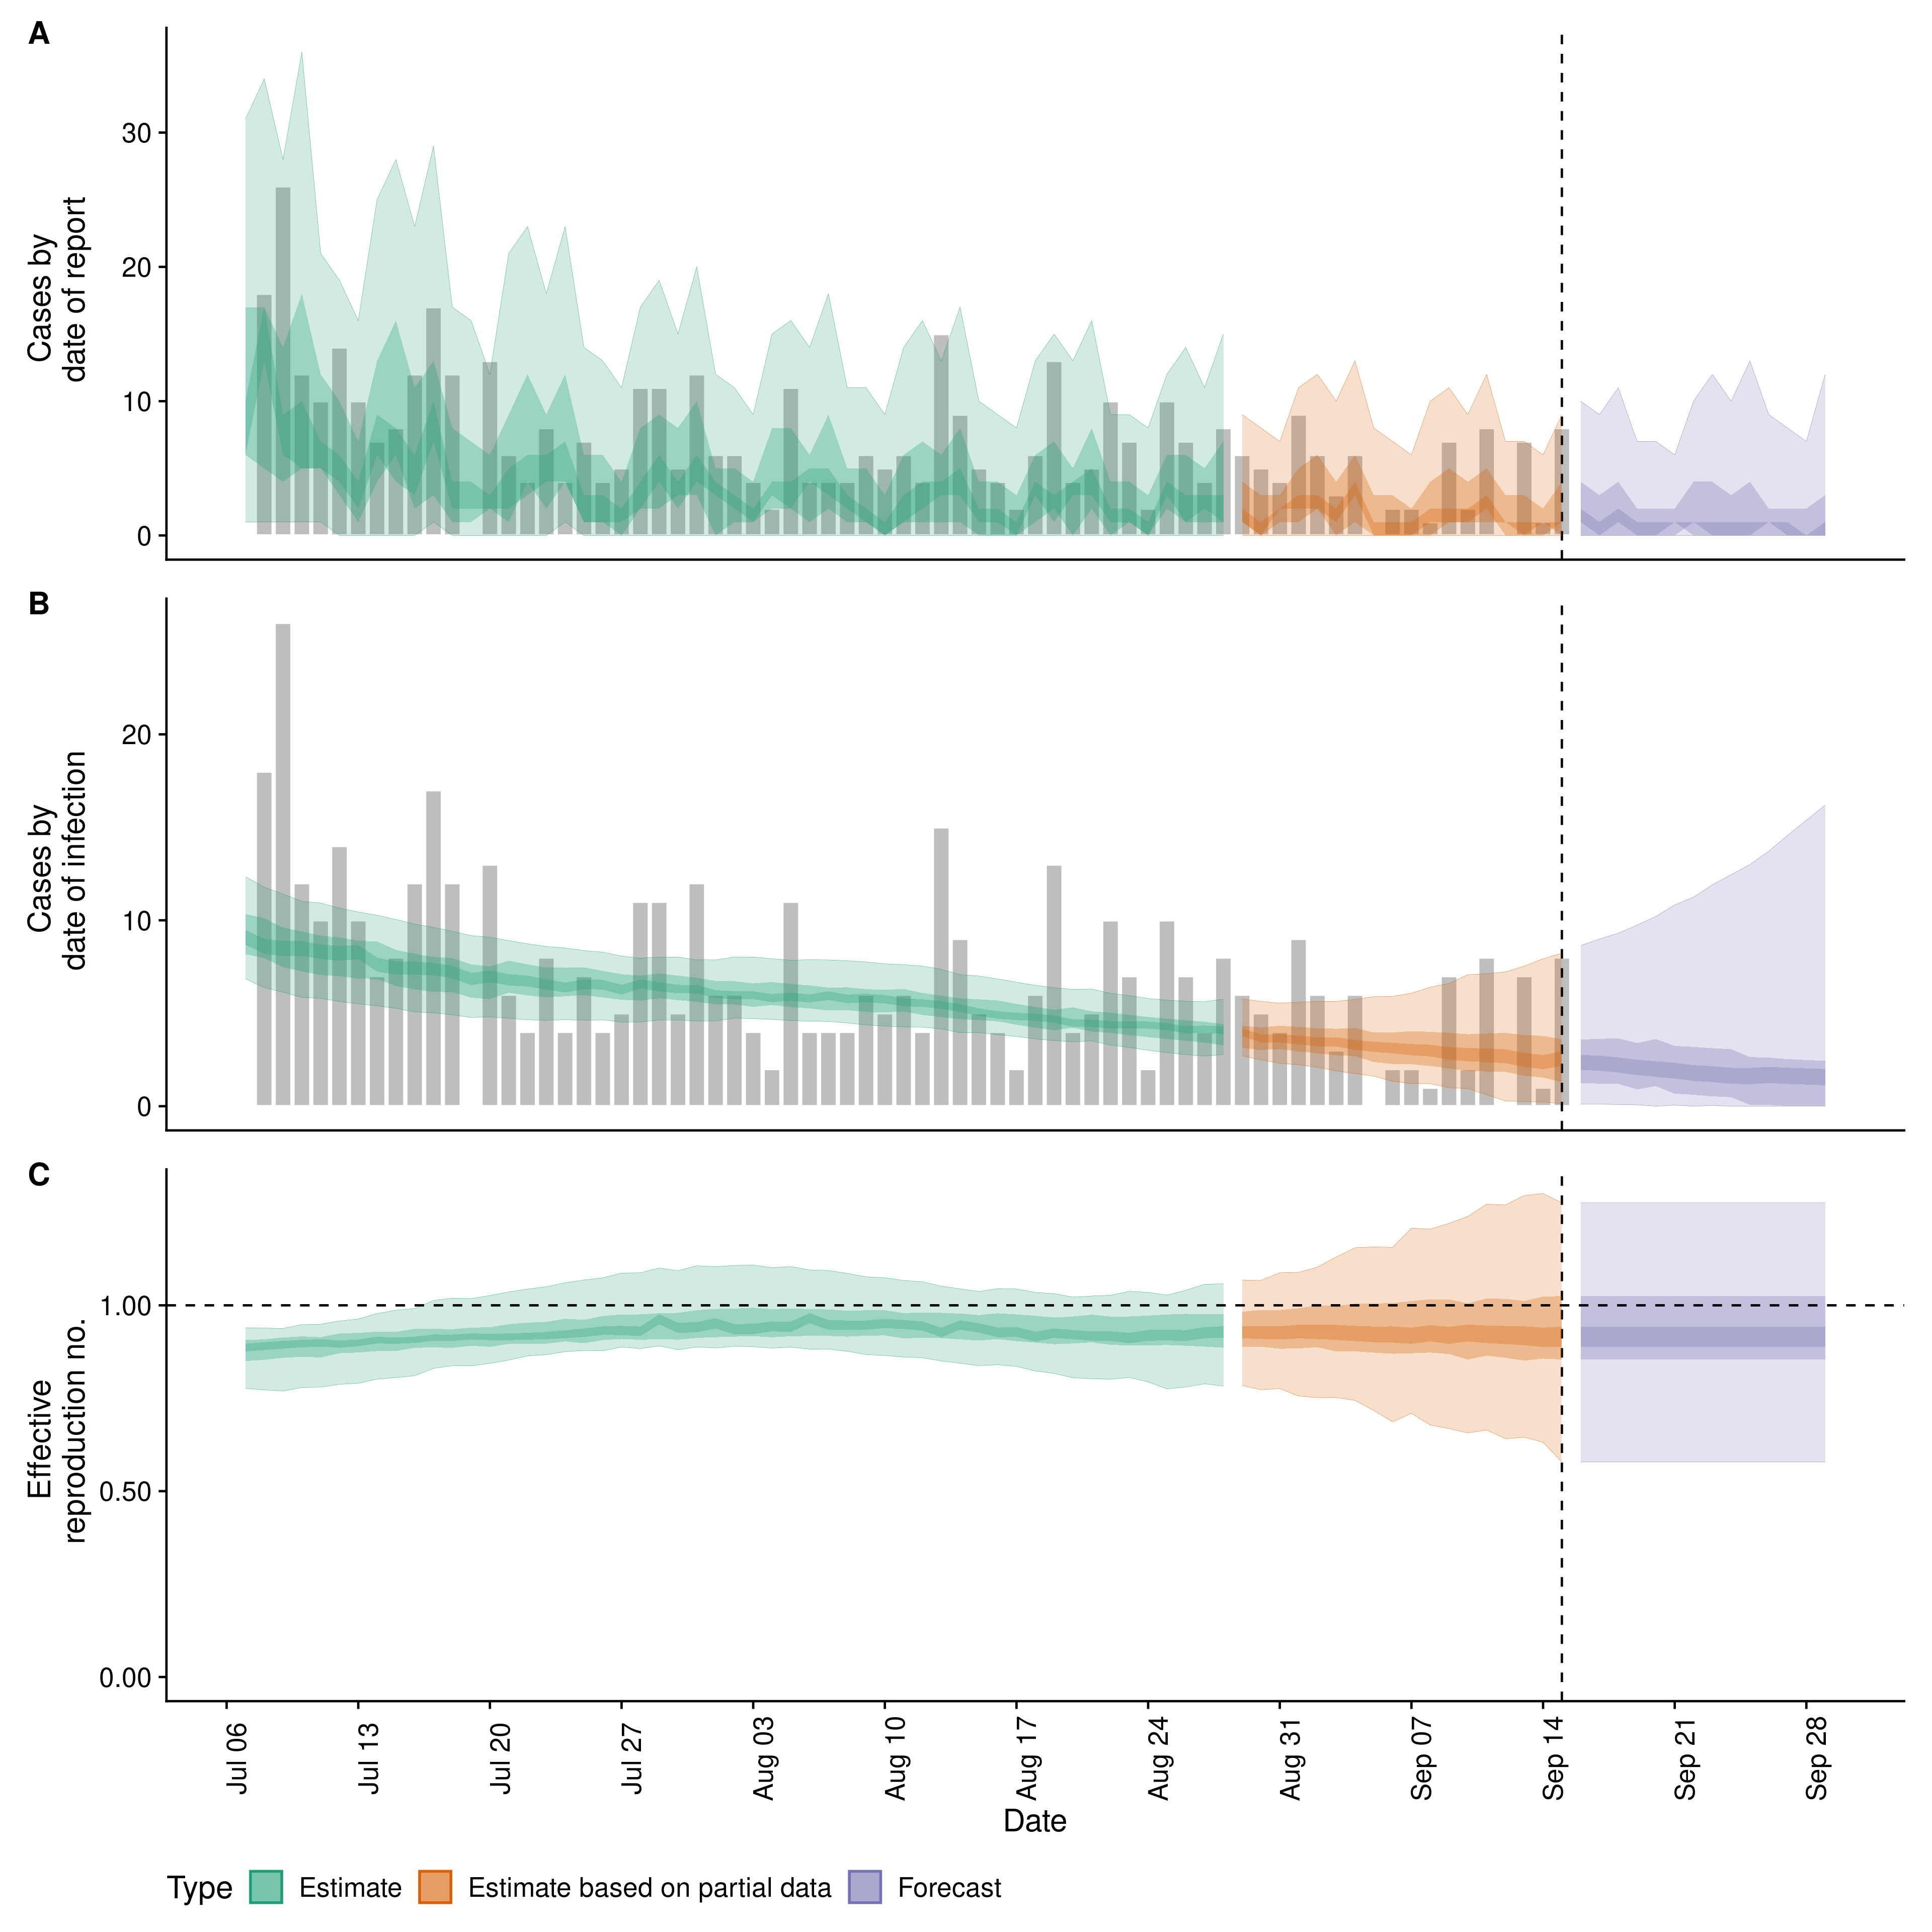 A
Cases by
date of report
30
20
10
0
B
Cases by
date of infection
20
10
0
C
Effective
reproduction no.
1.00
0.50
0.00
Jul 06
Jul 13
Jul 20
Jul 27
Aug 03
Aug 10
Aug 17
Aug 24
Aug 31
Sep 07
Sep 14
Sep 21
Sep 28
Date
Type Estimate Estimate based on partial data Forecast